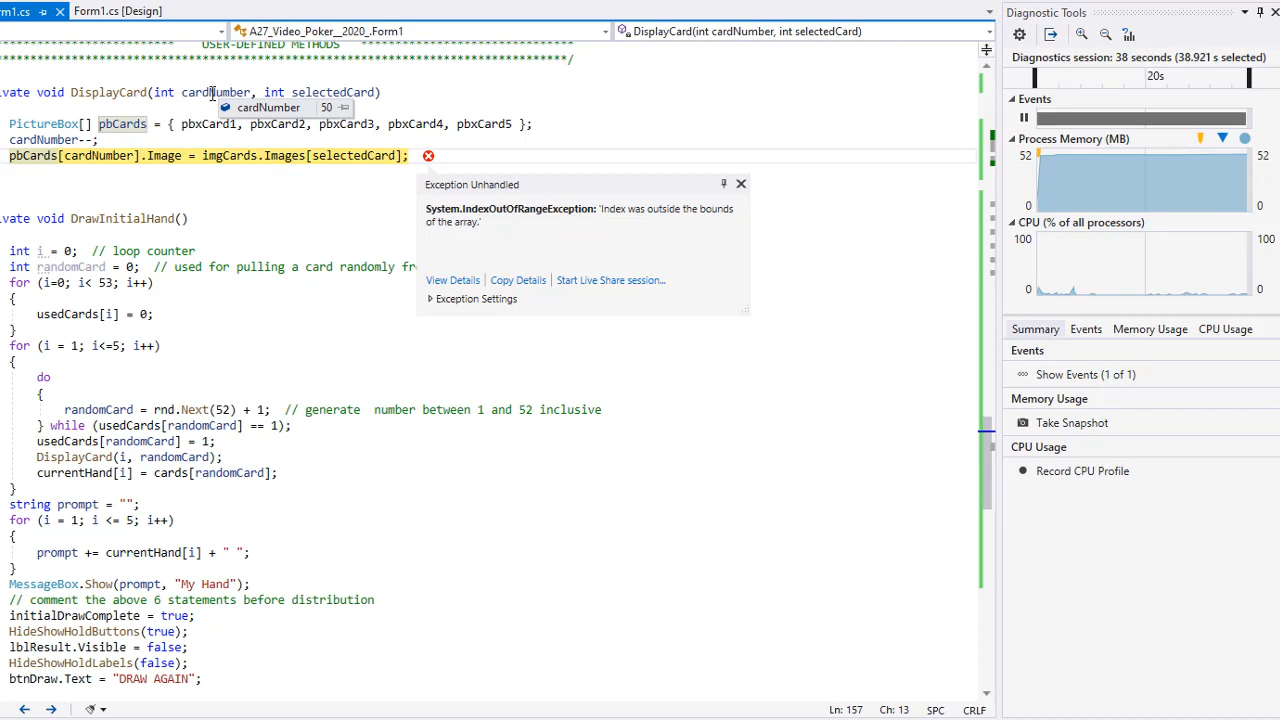 rm1.cs Form1.cs [Design]
A27_Video_Poker__2020_.Form1 DisplayCard(int cardNumber, int selectedCard)
USER-DEFINED METHODS
**********************************************************************/
vate void DisplayCard(int cardNumber, int selectedCard)
cardNumber 50
PictureBox[] pbCards = { pbxCard1, pbxCard2, pbxCard3, pbxCard4, pbxCard5 };
cardNumber--;
pbCards[cardNumber].Image = imgCards.Images[selectedCard];
Exception Unhandled
System.IndexOutOfRangeException: 'Index was outside the bounds
of the array.'
View Details | Copy Details | Start Live Share session...
Exception Settings
ivate void DrawInitialHand()
int i = 0;  // loop counter
int randomCard = 0;  // used for pulling a card randomly fr
for (i=0; i< 53; i++)
{
usedCards[i] = 0;
}
for (i = 1; i<=5; i++)
{
do
{
randomCard = rnd.Next(52) + 1;  // generate  number between 1 and 52 inclusive
} while (usedCards[randomCard] == 1);
usedCards[randomCard] = 1;
DisplayCard(i, randomCard);
currentHand[i] = cards[randomCard];
}
string prompt = "";
for (i = 1; i <= 5; i++)
{
prompt += currentHand[i] + " ";
}
MessageBox.Show(prompt, "My Hand");
// comment the above 6 statements before distribution
initialDrawComplete = true;
HideShowHoldButtons(true);
lblResult.Visible = false;
HideShowHoldLabels(false);
btnDraw.Text = "DRAW AGAIN";
Ln: 157 Ch: 13 SPC CRLF
Diagnostic Tools
Diagnostics session: 38 seconds (38.921 s selected)
20s
Events
Process Memory (MB)
52 52
0 0
CPU (% of all processors)
100 100
0 0
Summary Events Memory Usage CPU Usage
Events
Show Events (1 of 1)
Memory Usage
Take Snapshot
CPU Usage
Record CPU Profile